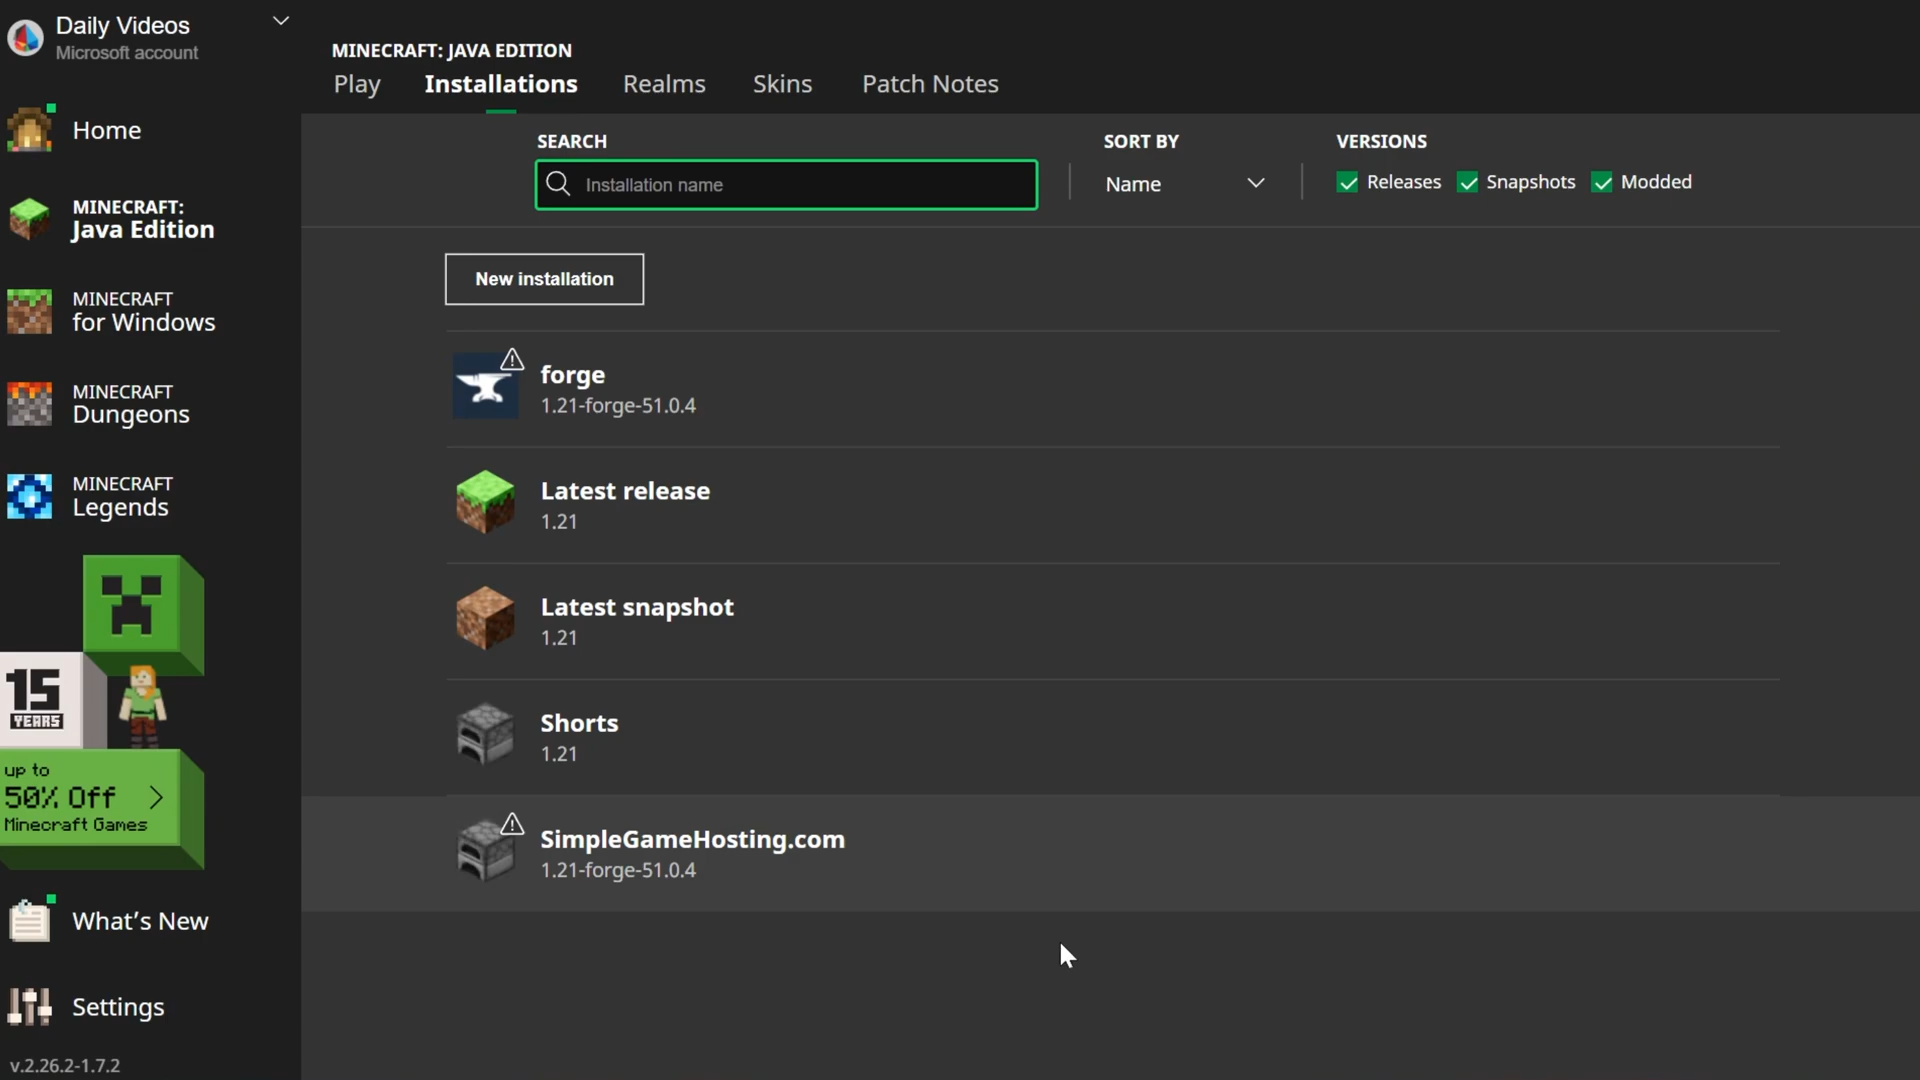 Daily Videos
Microsoft account
Home
MINECRAFT:
Java Edition
MINECRAFT
for Windows
MINECRAFT
Dungeons
MINECRAFT
Legends
15
YEARS
up to
50% Off
Minecraft Games
What's New
Settings
v.2.26.2-1.7.2
MINECRAFT: JAVA EDITION
Play Installations Realms Skins Patch Notes
SEARCH SORT BY VERSIONS
Installation name Name Releases Snapshots Modded
New installation
forge
1.21-forge-51.0.4
Latest release
1.21
Latest snapshot
1.21
Shorts
1.21
SimpleGameHosting.com
1.21-forge-51.0.4